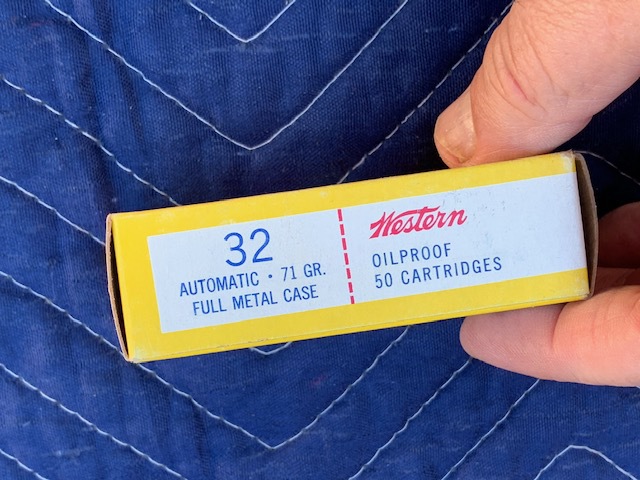 32
AUTOMATIC · 71 GR.
FULL METAL CASE
Western
OILPROOF
50 CARTRIDGES